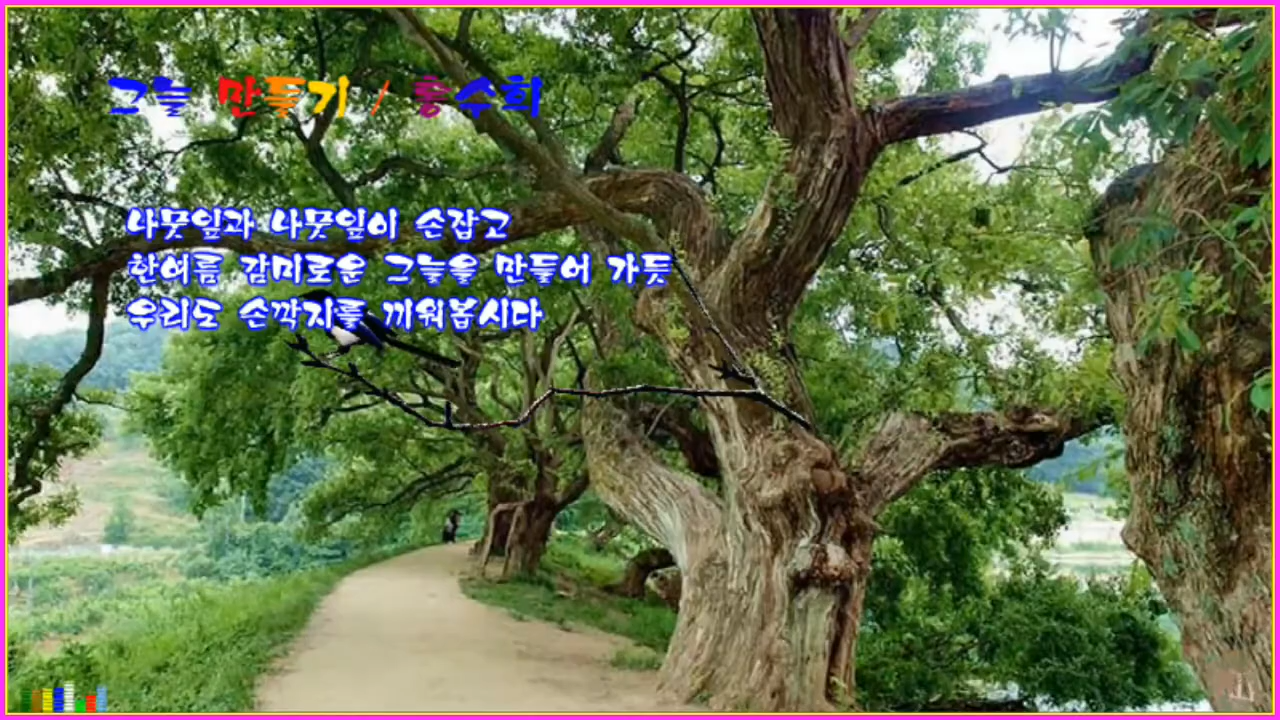 그늘 만들기 / 홍수희
나뭇잎과 나뭇잎이 손잡고
한여름 감미로운 그늘을 만들어 가듯
우리도 손깍지를 끼워봅시다